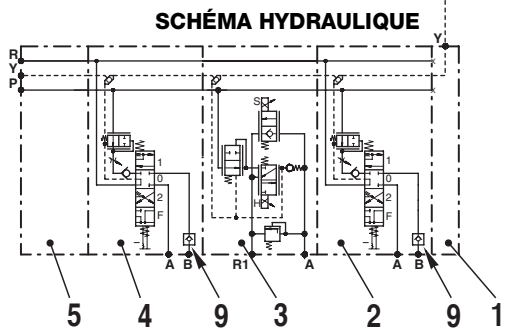 SCHÉMA HYDRAULIQUE
Y
R
Y
P
S
1
0
2
F
H
1
0
2
F
A B R1 A A B
5 4 9 3 2 9 1